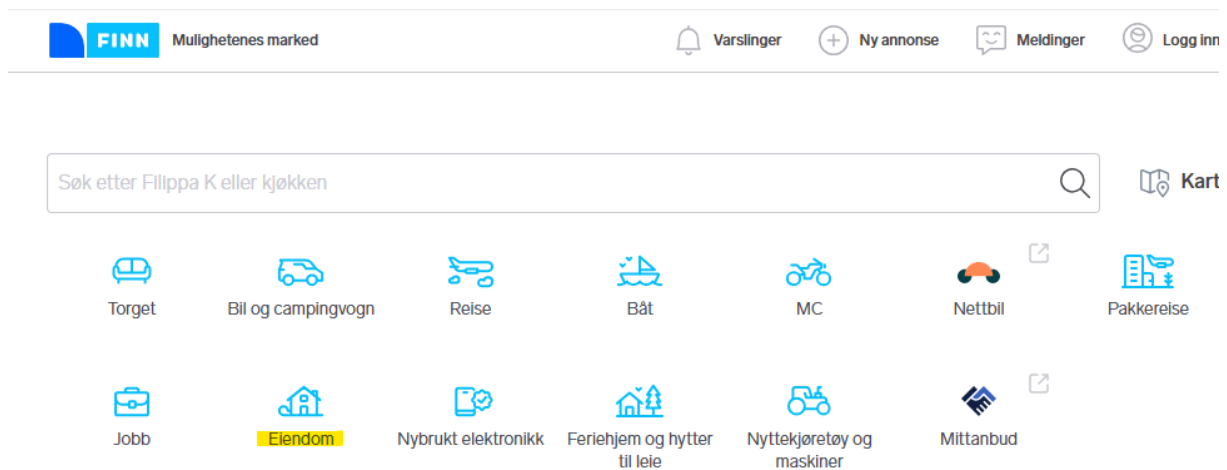 FINN Mulighetenes marked Varslinger Ny annonse Meldinger Logg inn
Søk etter Filippa K eller kjøkken Kart
Torget Bil og campingvogn Reise Båt MC Nettbil Pakkereise
Jobb Eiendom Nybrukt elektronikk Feriehjem og hytter til leie Nyttekjøretøy og maskiner Mittanbud